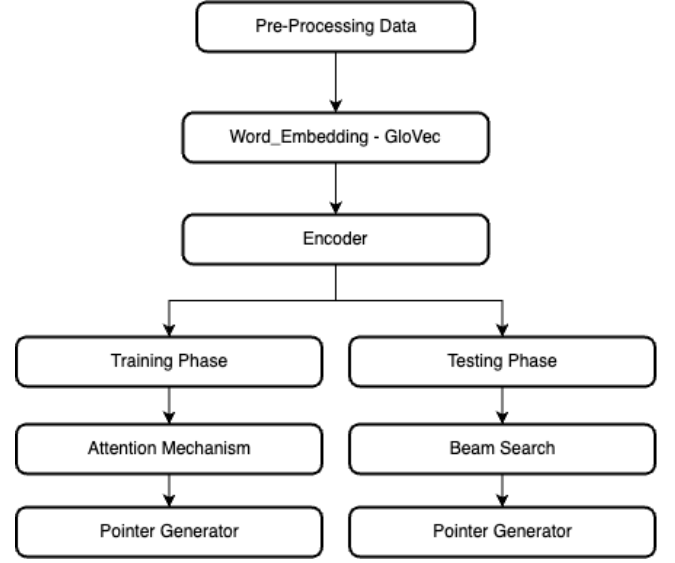 Pre-Processing Data
Word_Embedding - GloVec
Encoder
Training Phase
Testing Phase
Attention Mechanism
Beam Search
Pointer Generator
Pointer Generator